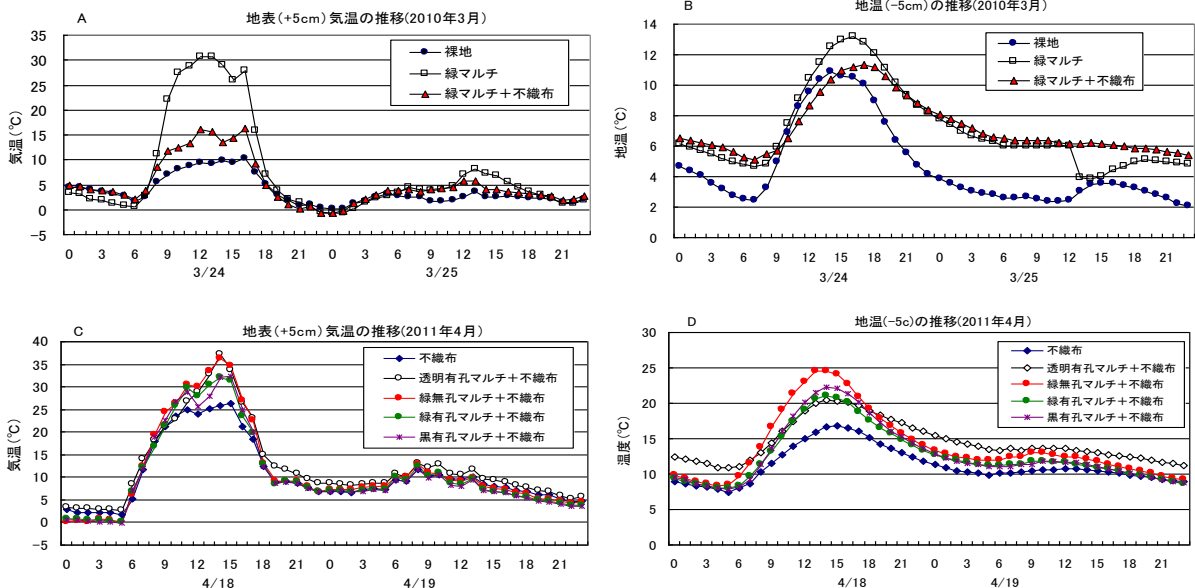 A 地表(+5cm)気温の推移(2010年3月)
気温(℃)
35
30
25
20
15
10
5
0
-5
裸地
緑マルチ
緑マルチ+不織布
0 3 6 9 12 15 18 21 0 3 6 9 12 15 18 21
3/24 3/25
B 地温(-5cm)の推移(2010年3月)
地温(℃)
14
12
10
8
6
4
2
0
裸地
緑マルチ
緑マルチ+不織布
0 3 6 9 12 15 18 21 0 3 6 9 12 15 18 21
3/24 3/25
C 地表(+5cm)気温の推移(2011年4月)
気温(℃)
40
35
30
25
20
15
10
5
0
-5
不織布
透明有孔マルチ+不織布
緑無孔マルチ+不織布
緑有孔マルチ+不織布
黒有孔マルチ+不織布
0 3 6 9 12 15 18 21 0 3 6 9 12 15 18 21
4/18 4/19
D 地温(-5c)の推移(2011年4月)
温度(℃)
30
25
20
15
10
5
0
不織布
透明有孔マルチ+不織布
緑無孔マルチ+不織布
緑有孔マルチ+不織布
黒有孔マルチ+不織布
0 3 6 9 12 15 18 21 0 3 6 9 12 15 18 21
4/18 4/19